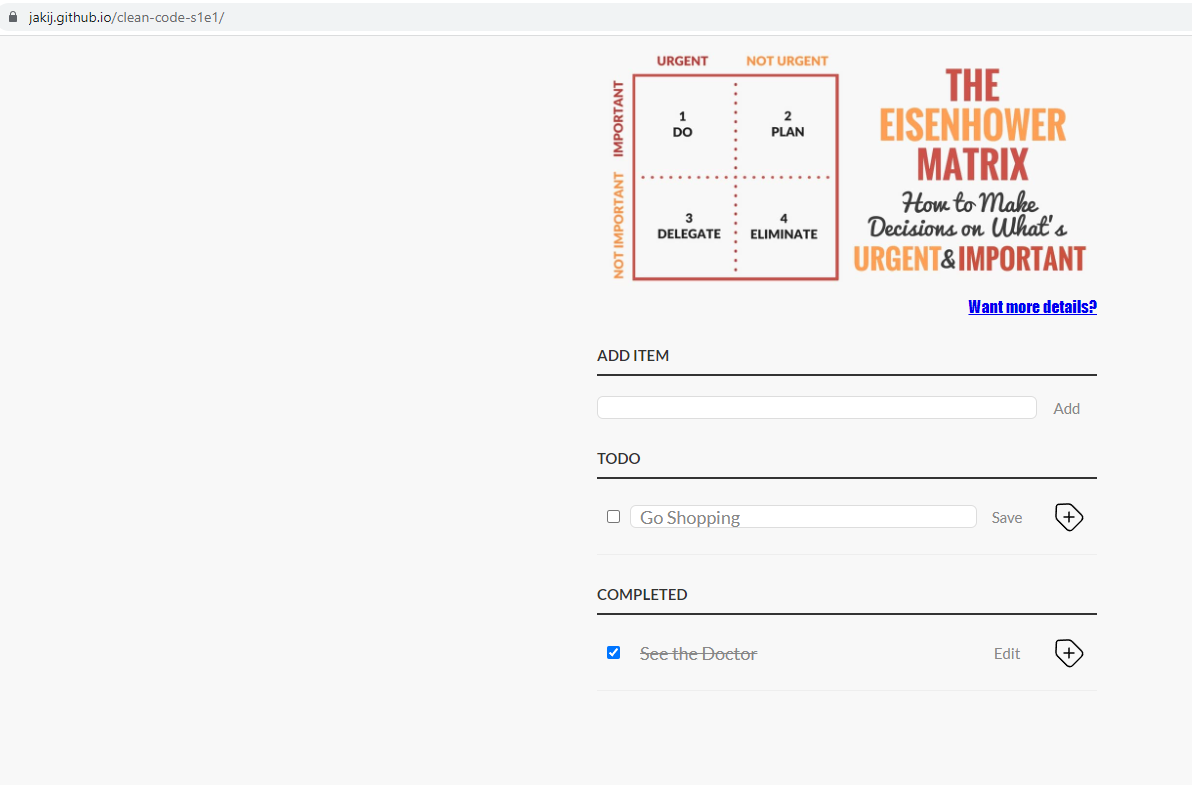 jakij.github.io/clean-code-s1e1/
URGENT
NOT URGENT
IMPORTANT
NOT IMPORTANT
1
DO
2
PLAN
3
DELEGATE
4
ELIMINATE
THE
EISENHOWER
MATRIX
How to Make
Decisions on What's
URGENT&IMPORTANT
Want more details?
ADD ITEM
Add
TODO
Go Shopping
Save
COMPLETED
See the Doctor
Edit